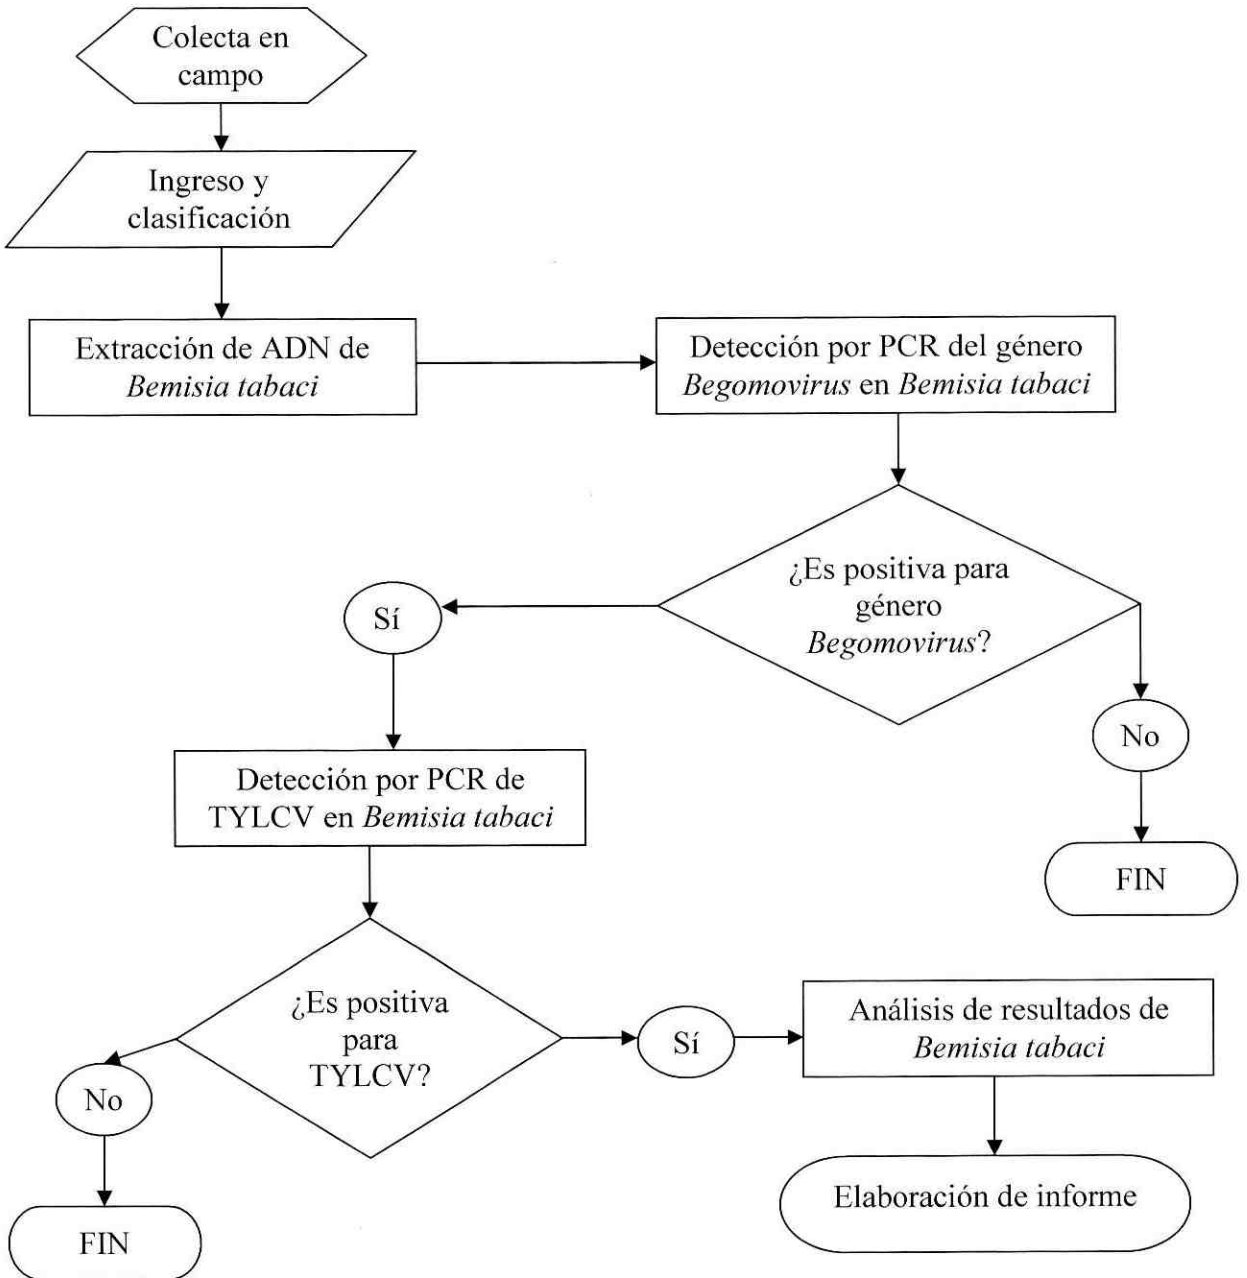 Colecta en
campo
Ingreso y
clasificación
Extracción de ADN de
Bemisia tabaci
Detección por PCR del género
Begomovirus en Bemisia tabaci
¿Es positiva para
género
Begomovirus?
Sí
No
FIN
Detección por PCR de
TYLCV en Bemisia tabaci
¿Es positiva
para
TYLCV?
Sí
Análisis de resultados de
Bemisia tabaci
Elaboración de informe
No
FIN